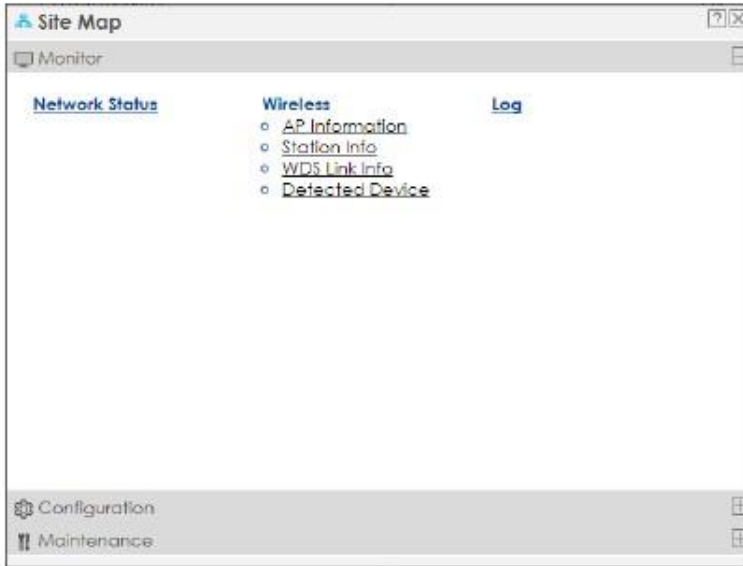 Site Map
Monitor
Network Status
Wireless
AP Information
Station Info
WDS Link Info
Detected Device
Log
Configuration
Maintenance